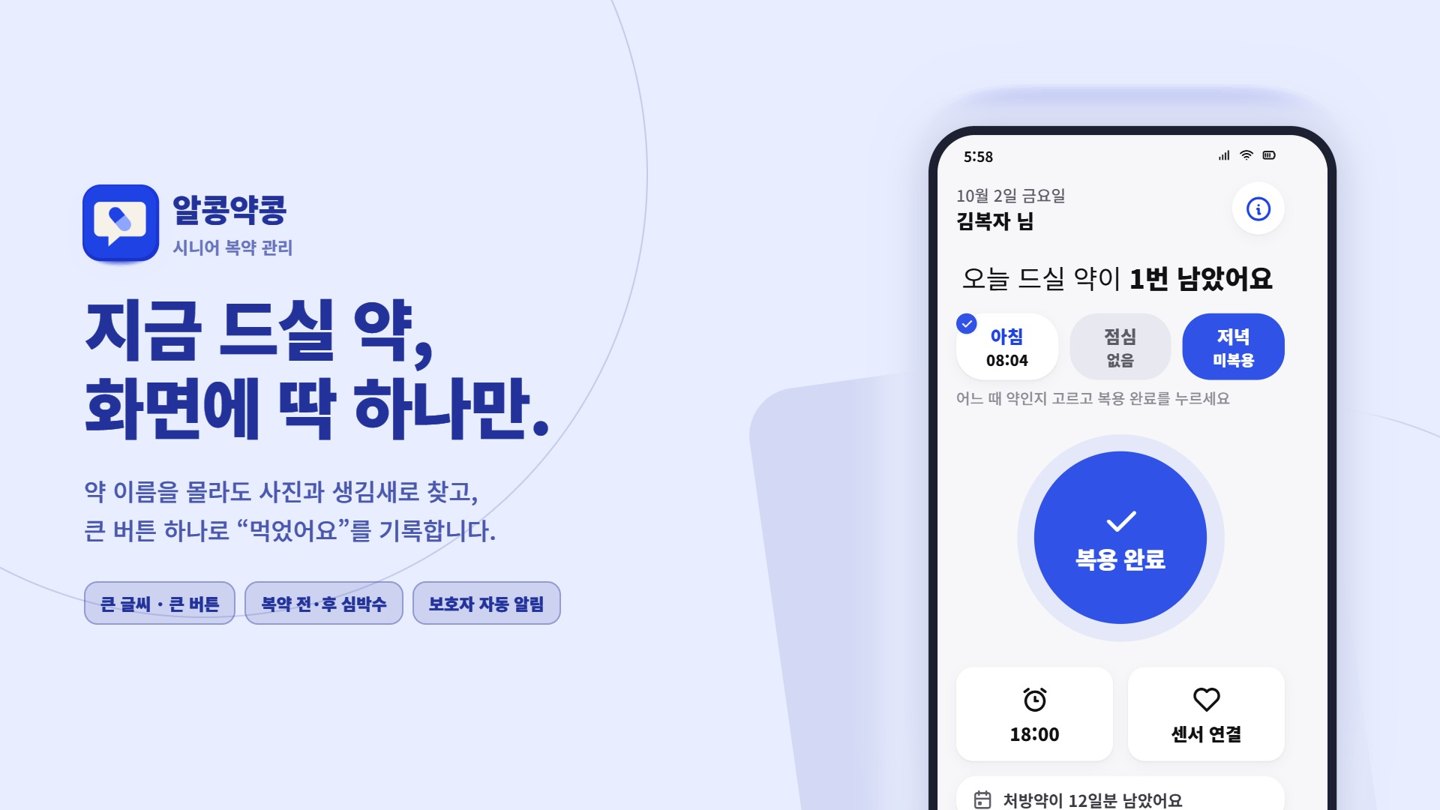 알콩약콩
시니어 복약 관리
지금 드실 약,
화면에 딱 하나만.
약 이름을 몰라도 사진과 생김새로 찾고,
큰 버튼 하나로 “먹었어요”를 기록합니다.
큰 글씨 · 큰 버튼
복약 전·후 심박수
보호자 자동 알림
5:58
10월 2일 금요일
김복자 님
오늘 드실 약이 1번 남았어요
아침
08:04
점심
없음
저녁
미복용
어느 때 약인지 고르고 복용 완료를 누르세요
복용 완료
18:00
센서 연결
처방약이 12일분 남았어요